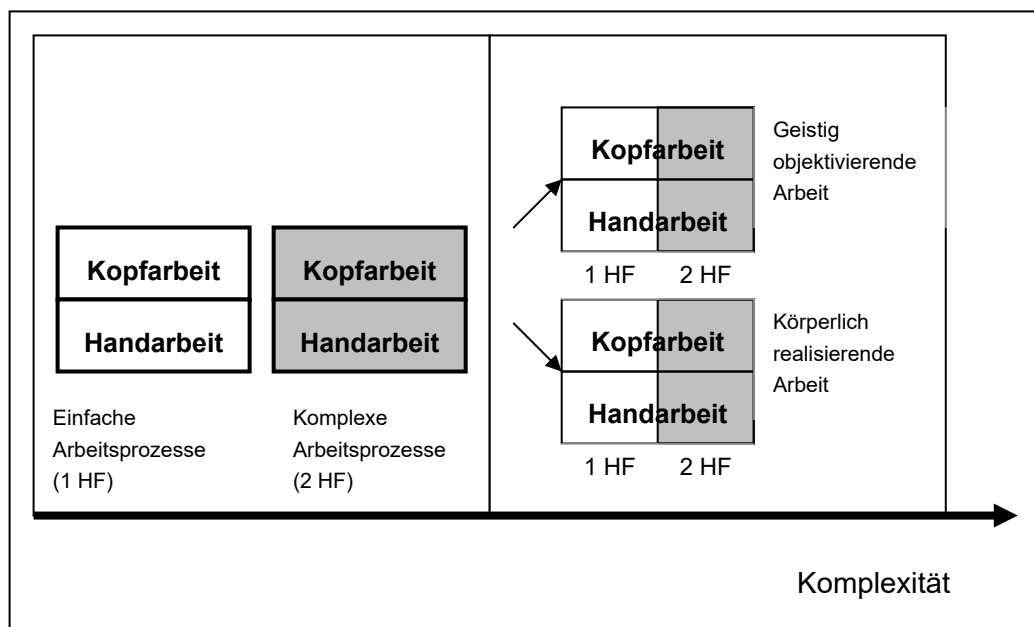 Kopfarbeit
Handarbeit
Einfache
Arbeitsprozesse
(1 HF)
Kopfarbeit
Handarbeit
Komplexe
Arbeitsprozesse
(2 HF)
Kopfarbeit
Handarbeit
1 HF 2 HF
Geistig
objektivierende
Arbeit
Kopfarbeit
Handarbeit
1 HF 2 HF
Körperlich
realisierende
Arbeit
Komplexität